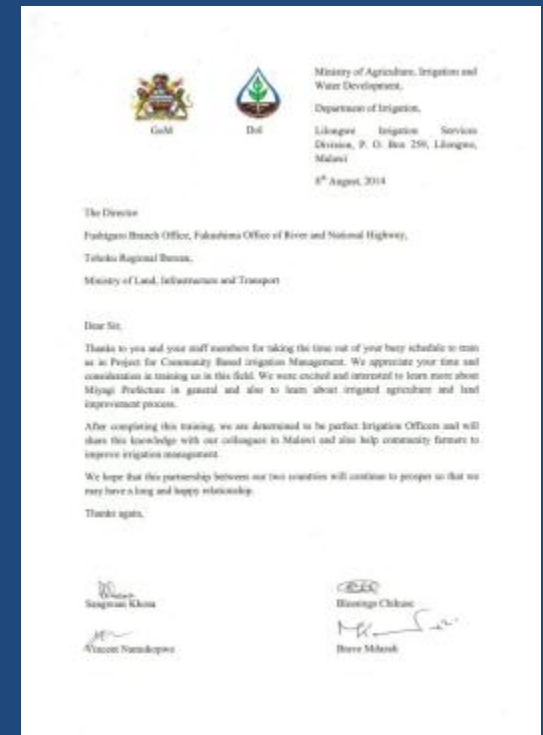 GoM
DoI
Ministry of Agriculture, Irrigation and
Water Development,
Department of Irrigation,
Lilongwe Irrigation Services
Division, P. O. Box 259, Lilongwe,
Malawi
8th August, 2014
The Director
Fushiguro Branch Office, Fukushima Office of River and National Highway,
Tohoku Regional Bureau,
Ministry of Land, Infrastructure and Transport
Dear Sir,
Thanks to you and your staff members for taking the time out of your busy schedule to train
us in Project for Community Based irrigation Management. We appreciate your time and
consideration in training us in this field. We were excited and interested to learn more about
Miyagi Prefecture in general and also to learn about irrigated agriculture and land
improvement process.
After completing this training, we are determined to be perfect Irrigation Officers and will
share this knowledge with our colleagues in Malawi and also help community farmers to
improve irrigation management.
We hope that this partnership between our two countries will continue to prosper so that we
may have a long and happy relationship.
Thanks again,
Khosa
Blessings
Vincent
Brave